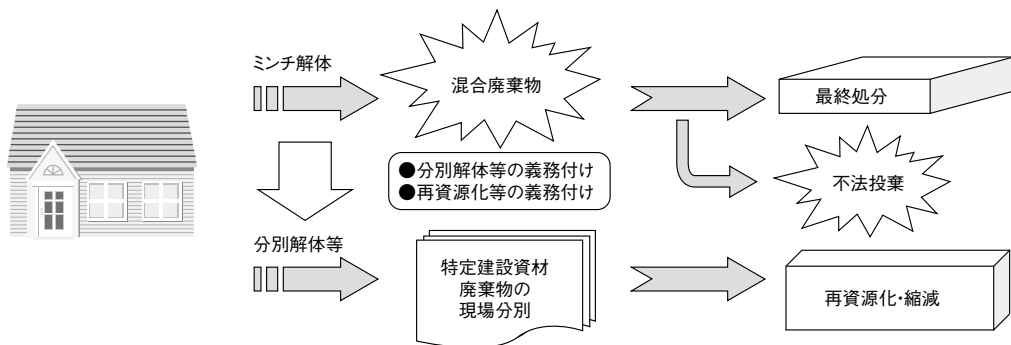 ミンチ解体
混合廃棄物
最終処分
●分別解体等の義務付け
●再資源化等の義務付け
不法投棄
分別解体等
特定建設資材
廃棄物の
現場分別
再資源化・縮減